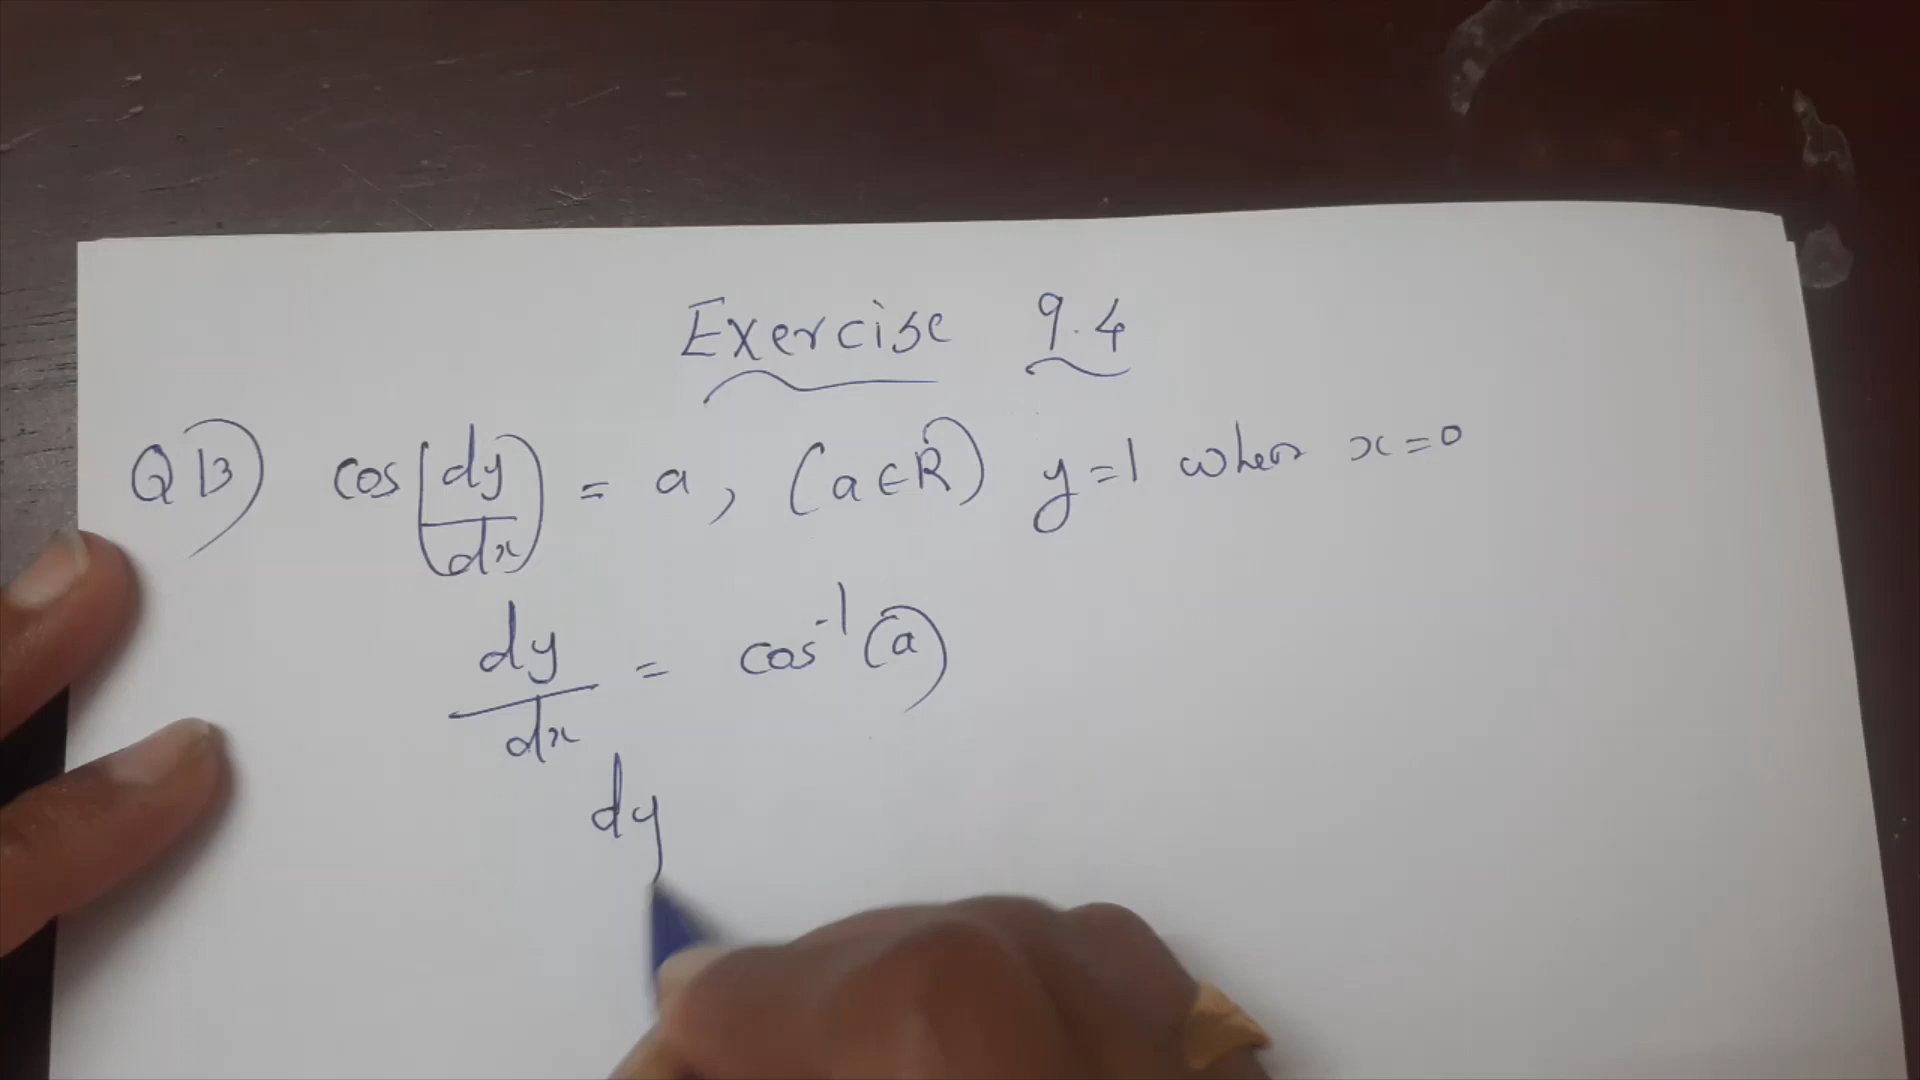 Exercise 9.4
Q13) cos(dy/dx) = a, (a∈R) y=1 when x=0
dy/dx = cos⁻¹(a)
dy